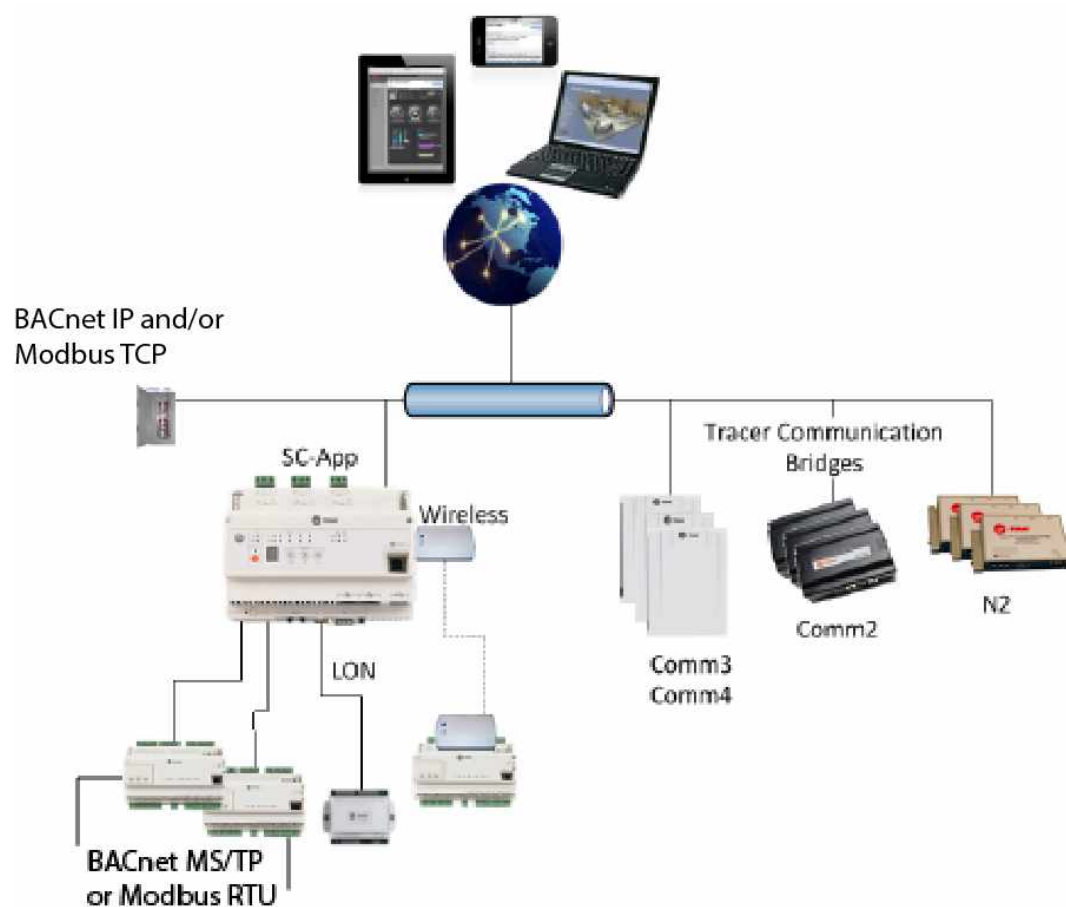 BACnet IP and/or
Modbus TCP
SC-App
Wireless
Tracer Communication
Bridges
N2
Comm2
Comm3
Comm4
LON
BACnet MS/TP
or Modbus RTU